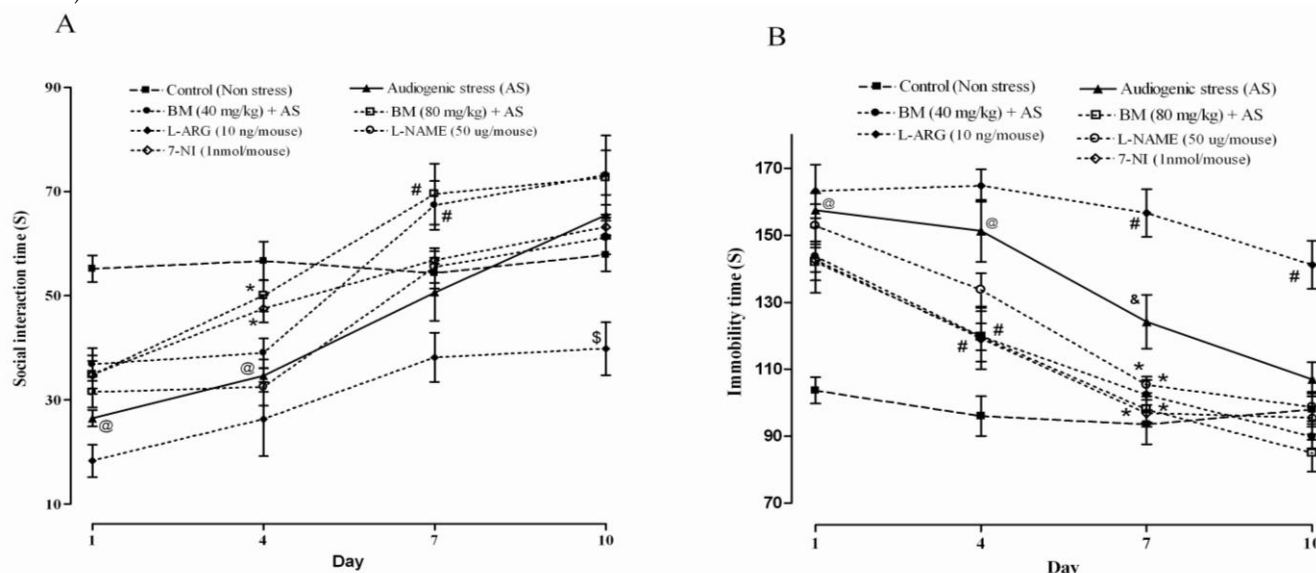 )
A
B
90
70
50
30
10
Social interaction time (S)
Control (Non stress)
Audiogenic stress (AS)
BM (40 mg/kg) + AS
BM (80 mg/kg) + AS
L-ARG (10 ng/mouse)
L-NAME (50 ug/mouse)
7-NI (1nmol/mouse)
@
*
*
@
#
#
$
1 4 7 10
Day
170
150
130
110
90
70
Immobility time (S)
Control (Non stress)
Audiogenic stress (AS)
BM (40 mg/kg) + AS
BM (80 mg/kg) + AS
L-ARG (10 ng/mouse)
L-NAME (50 ug/mouse)
7-NI (1nmol/mouse)
@
@
#
#
#
&
* *
* *
#
1 4 7 10
Day